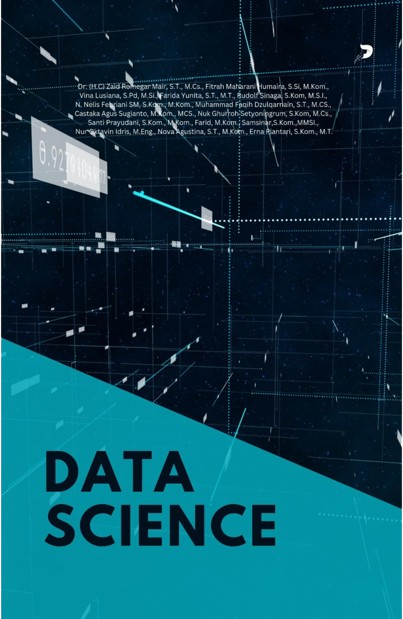 Dr. (H.C) Zaid Romegar Mair, S.T., M.Cs., Fitrah Maharani Humaira, S.Si, M.Kom.,
Vina Lusiana, S.Pd, M.Si., Farida Yunita, S.T., M.T., Rudolf Sinaga, S.Kom, M.S.I.,
N. Nelis Febriani SM, S.Kom., M.Kom., Muhammad Faqih Dzulqarnain, S.T., M.CS.,
Castaka Agus Sugianto, M.Kom., MCS., Nuk Ghurroh Setyoningrum, S.Kom, M.Cs.,
Santi Prayudani, S.Kom., M.Kom., Farid, M.Kom., Samsinar,S.Kom.,MMSI.,
Nur Oktavin Idris, M.Eng., Nova Agustina, S.T., M.Kom., Erna Piantari, S.Kom., M.T.
DATA
SCIENCE